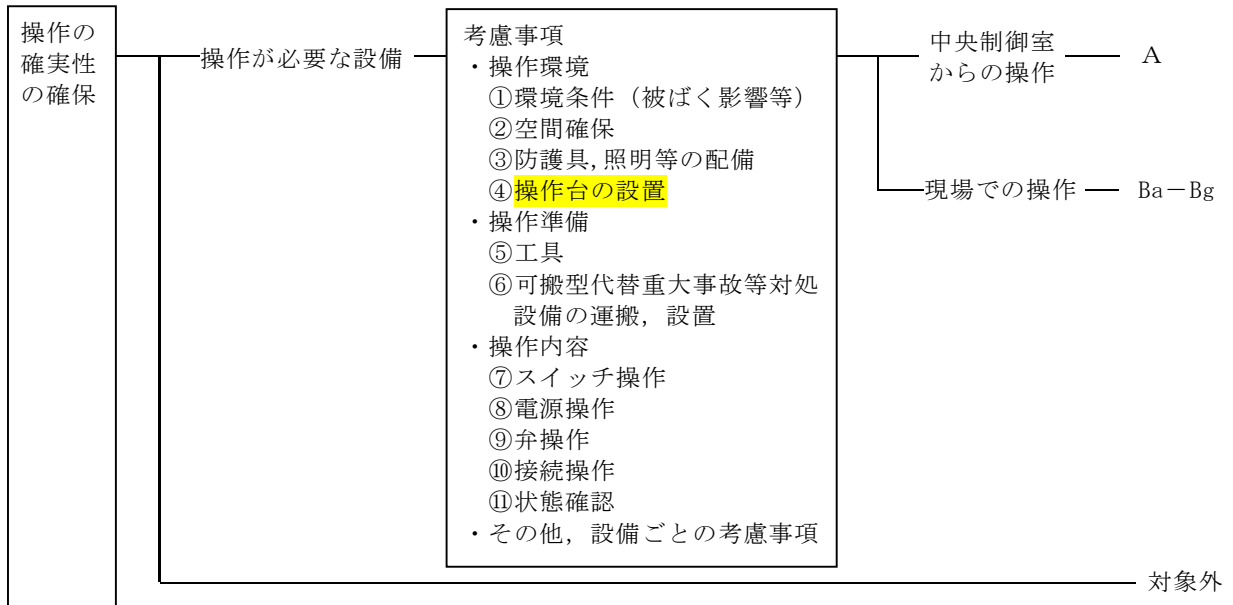 操作の
確実性
の確保
操作が必要な設備
考慮事項
・操作環境
①環境条件（被ばく影響等）
②空間確保
③防護具，照明等の配備
④操作台の設置
・操作準備
⑤工具
⑥可搬型代替重大事故等対処
設備の運搬，設置
・操作内容
⑦スイッチ操作
⑧電源操作
⑨弁操作
⑩接続操作
⑪状態確認
・その他，設備ごとの考慮事項
中央制御室
からの操作
A
現場での操作
Ba－Bg
対象外